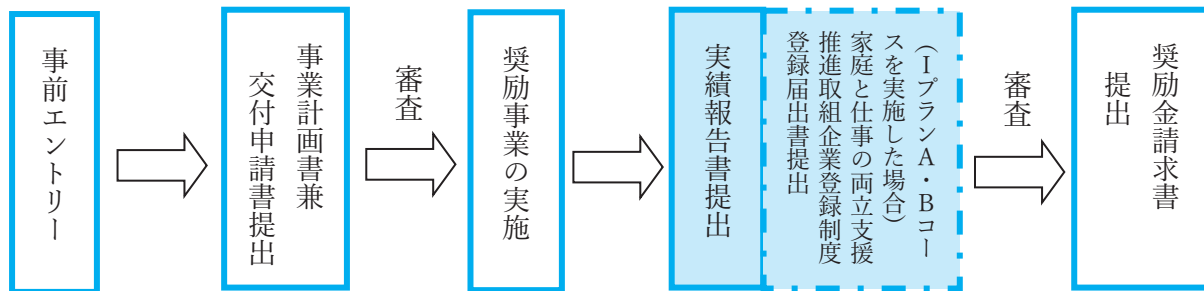 事前エントリー
事業計画書兼
交付申請書提出
審査
奨励事業の実施
実績報告書提出
（ⅠプランA・Bコー
スを実施した場合）
家庭と仕事の両立支援
推進取組企業登録制度
登録届出書提出
審査
奨励金請求書
提出